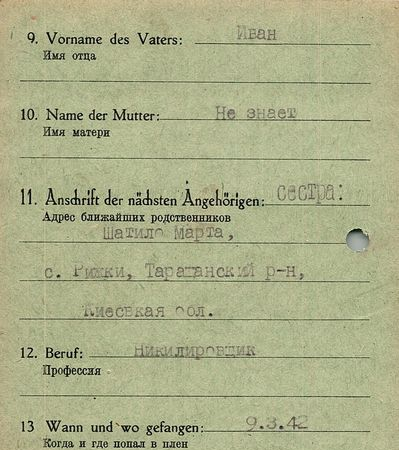 9. Vorname des Vaters: Иван
Имя отца
10. Name der Mutter: Не знает
Имя матери
11. Anschrift der nächsten Angehörigen: сестра:
Адрес ближайших родственников
Шатило Марта,
с. Рижки, Таращанский р-н,
Киевская обл.
12. Beruf: Никилировщик
Профессия
13 Wann und wo gefangen: 9.3.42
Когда и где попал в плен